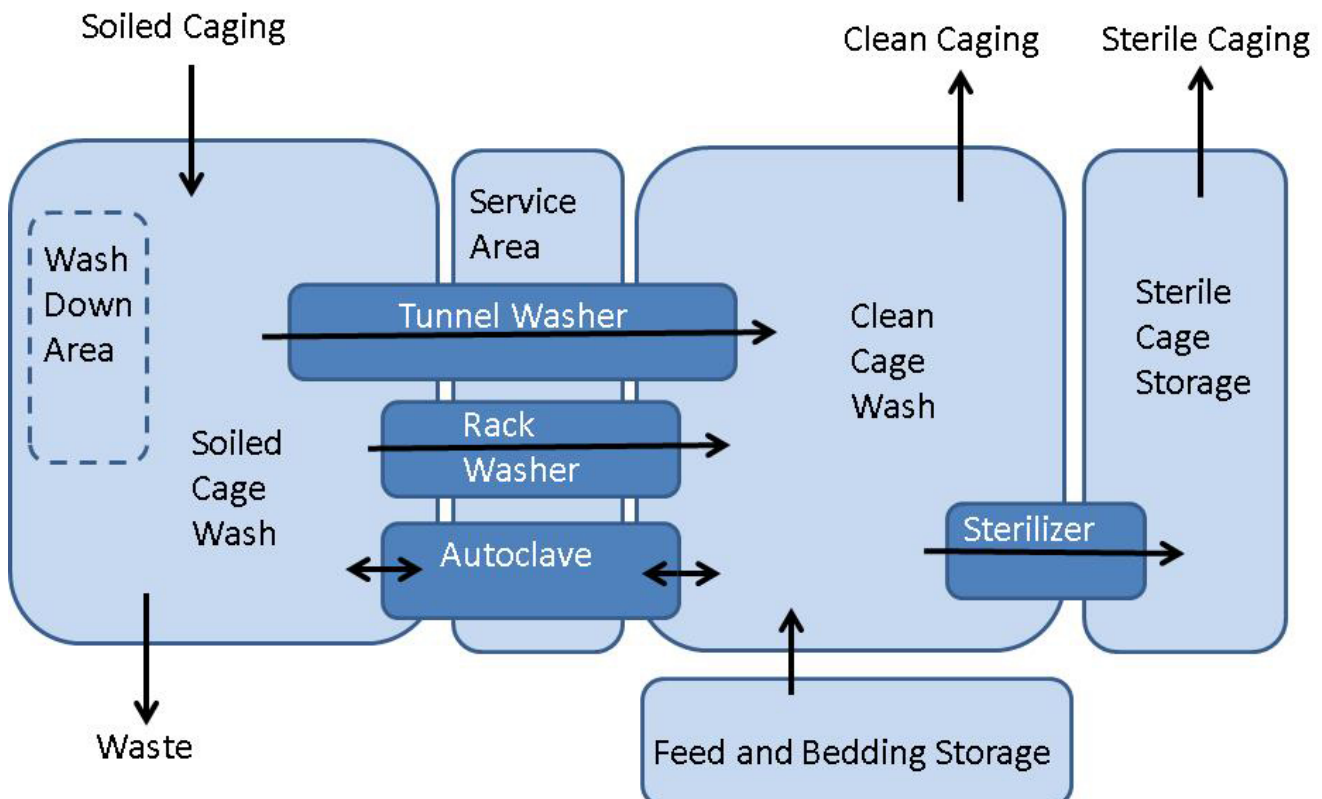 Soiled Caging
Clean Caging
Sterile Caging
Service
Area
Wash
Down
Area
Tunnel Washer
Clean
Cage
Wash
Sterile
Cage
Storage
Rack
Washer
Soiled
Cage
Wash
Autoclave
Sterilizer
Waste
Feed and Bedding Storage